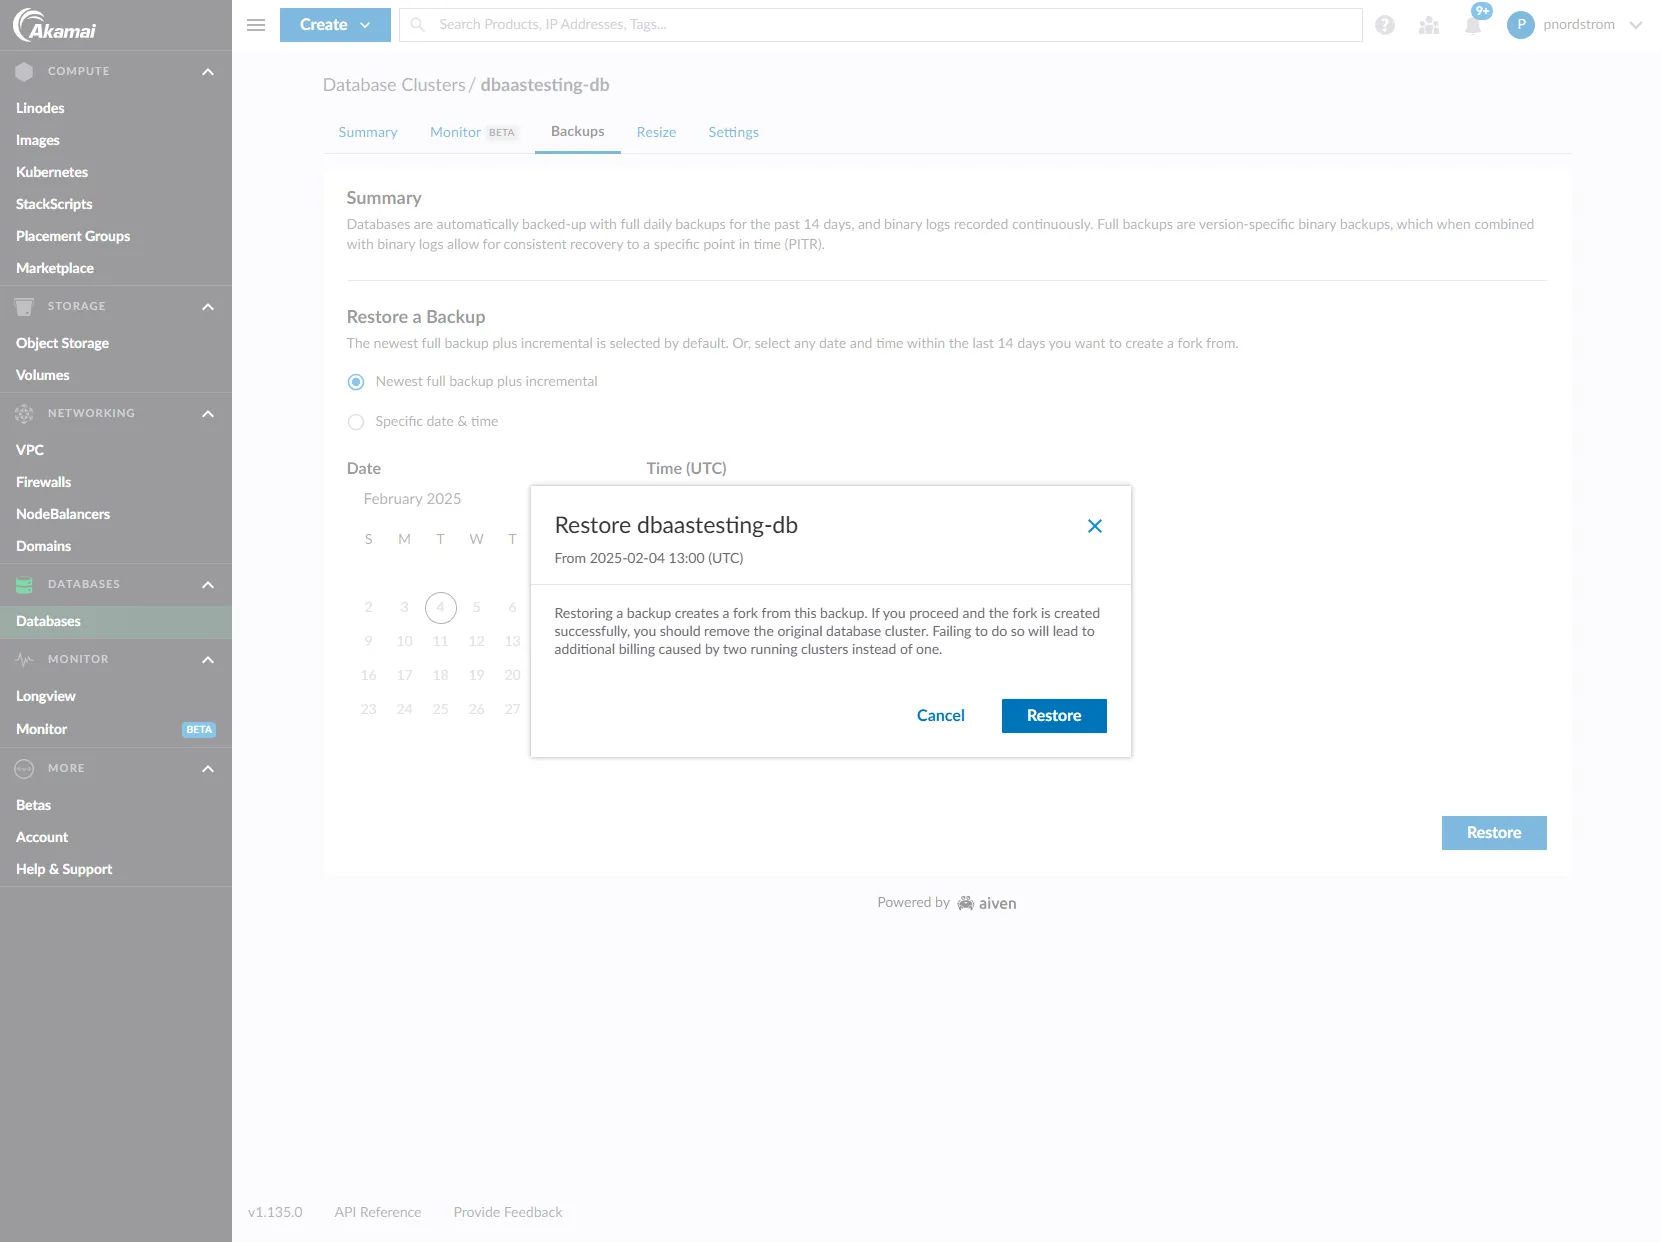 Akamai
Create
Search Products, IP Addresses, Tags...
9+
P
pnordstrom
COMPUTE
Linodes
Images
Kubernetes
StackScripts
Placement Groups
Marketplace
STORAGE
Object Storage
Volumes
NETWORKING
VPC
Firewalls
NodeBalancers
Domains
DATABASES
Databases
MONITOR
Longview
Monitor BETA
MORE
Betas
Account
Help & Support
Database Clusters / dbaastesting-db
Summary Monitor BETA Backups Resize Settings
Summary
Databases are automatically backed-up with full daily backups for the past 14 days, and binary logs recorded continuously. Full backups are version-specific binary backups, which when combined
with binary logs allow for consistent recovery to a specific point in time (PITR).
Restore a Backup
The newest full backup plus incremental is selected by default. Or, select any date and time within the last 14 days you want to create a fork from.
Newest full backup plus incremental
Specific date & time
Date Time (UTC)
February 2025
S M T W T
2 3 4 5 6
9 10 11 12 13
16 17 18 19 20
23 24 25 26 27
Restore dbaastesting-db
From 2025-02-04 13:00 (UTC)
Restoring a backup creates a fork from this backup. If you proceed and the fork is created
successfully, you should remove the original database cluster. Failing to do so will lead to
additional billing caused by two running clusters instead of one.
Cancel Restore
Restore
Powered by aiven
v1.135.0 API Reference Provide Feedback